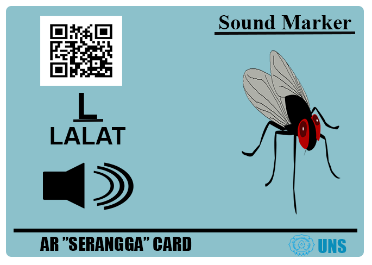 Sound Marker
L
LALAT
AR "SERANGGA" CARD
UNS